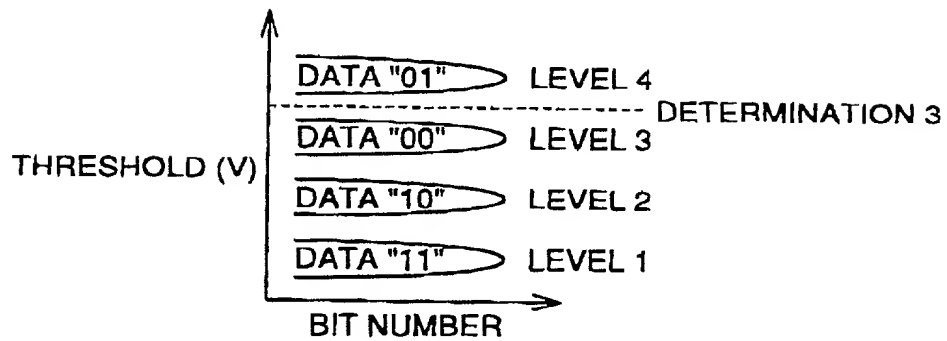 DATA "01" LEVEL 4
DETERMINATION 3
DATA "00" LEVEL 3
THRESHOLD (V)
DATA "10" LEVEL 2
DATA "11" LEVEL 1
BIT NUMBER